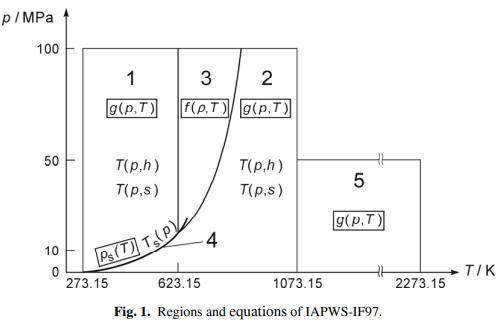 p / MPa
100
1
3
2
g(p,T)
f(ρ,T)
g(p,T)
T(p,h)
T(p,s)
T(p,h)
T(p,s)
50
5
g(p,T)
pₛ(T)
Tₛ(p)
4
10
0
273.15
623.15
1073.15
2273.15
T / K
Fig. 1. Regions and equations of IAPWS-IF97.